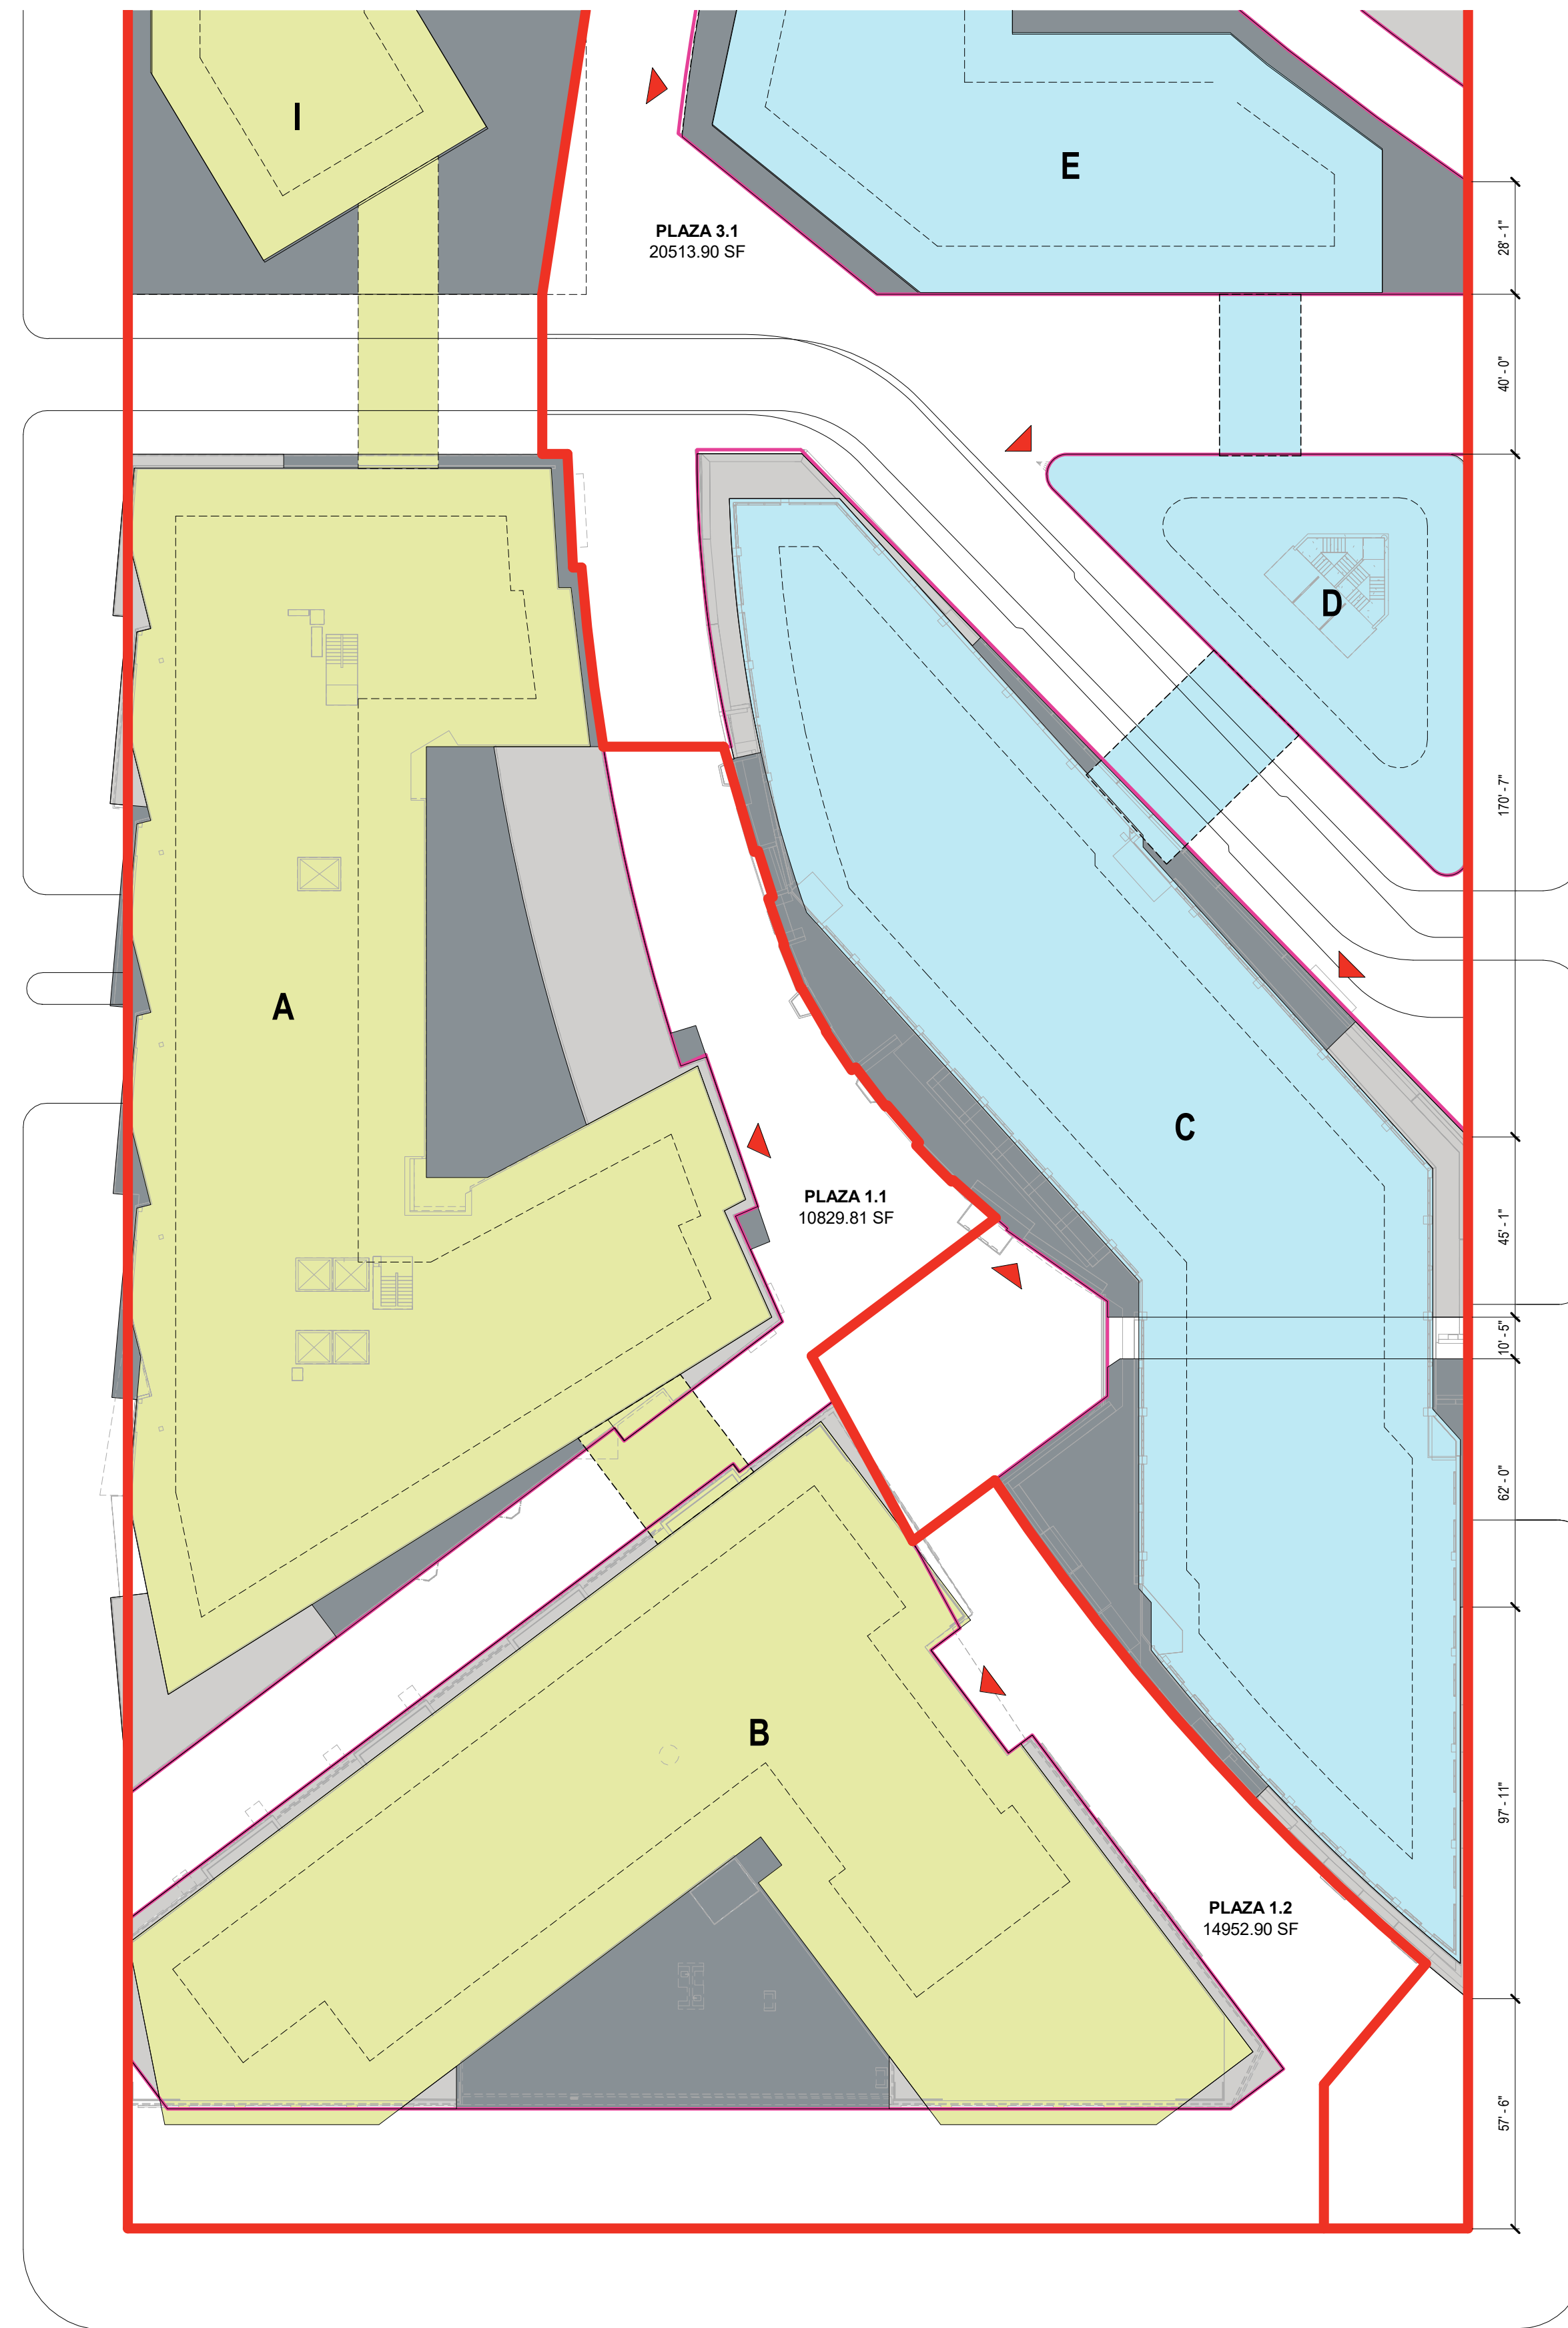 I
E
PLAZA 3.1
20513.90 SF
28' - 1"
40' - 0"
D
170' - 7"
A
C
PLAZA 1.1
10829.81 SF
45' - 1"
10' - 5"
62' - 0"
B
97' - 11"
PLAZA 1.2
14952.90 SF
57' - 6"